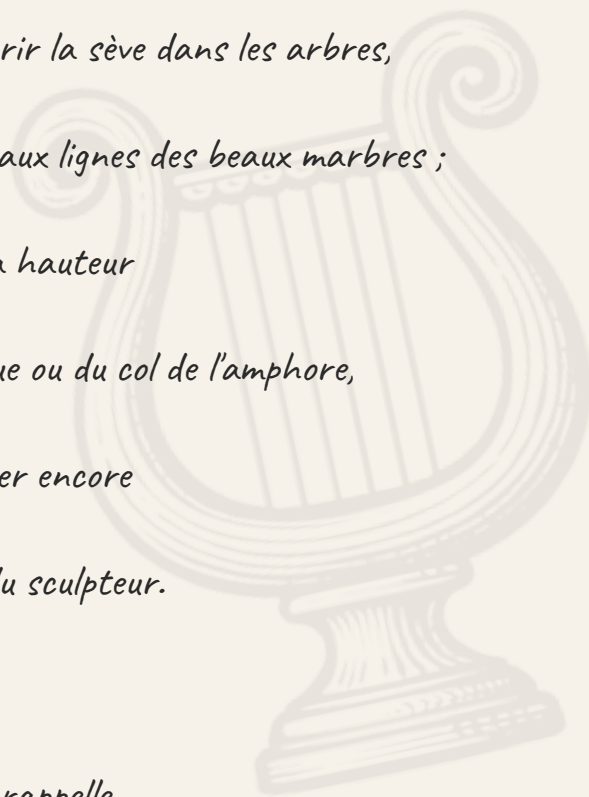 rir la sève dans les arbres,
aux lignes des beaux marbres ;
hauteur
ou du col de l'amphore,
er encore
u sculpteur.
rappelle